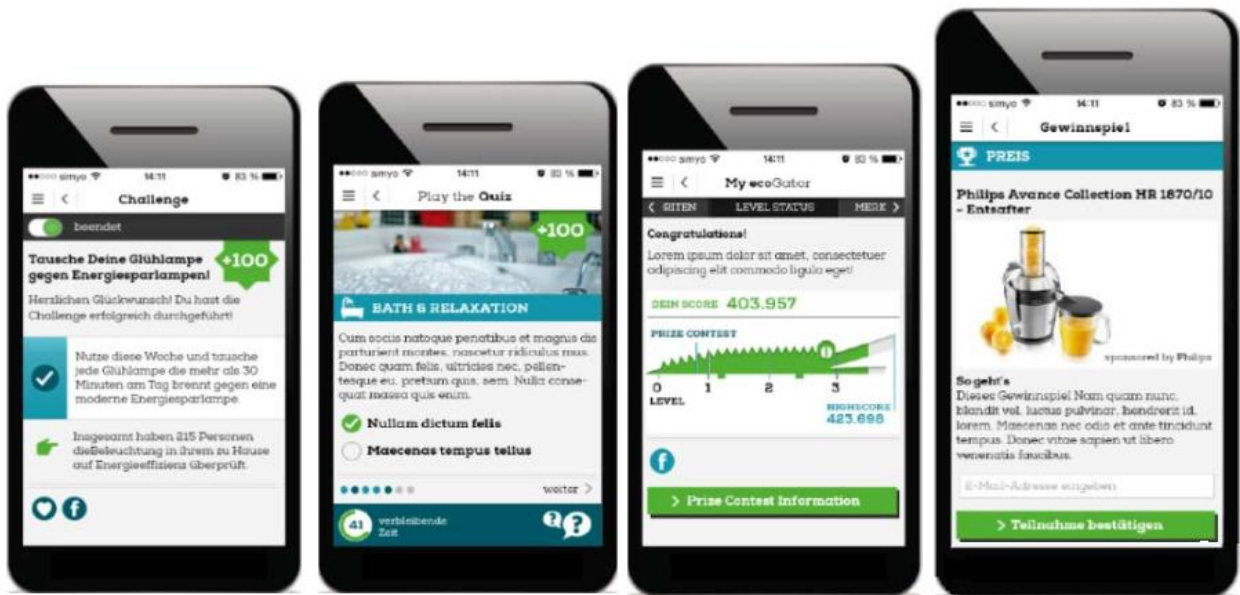 simyo 14:11 83 %
Challenge
beendet
Tausche Deine Glühlampe
gegen Energiesparlampen!
+100
Herzlichen Glückwunsch! Du hast die
Challenge erfolgreich durchgeführt!
Nutze diese Woche und tausche
jede Glühlampe die mehr als 30
Minuten am Tag brennt gegen eine
moderne Energiesparlampe.
Insgesamt haben 215 Personen
dieBeleuchtung in ihrem zu Hause
auf Energieeffiziens überprüft.
f
simyo 14:11 83 %
Play the Quiz
+100
BATH & RELAXATION
Cum sociis natoque penatibus et magnis dis
parturient montes, nascetur ridiculus mus.
Donec quam felis, ultricies nec, pellen-
tesque eu, pretium quis, sem. Nulla conse-
quat massa quis enim.
Nullam dictum felis
Maecenas tempus tellus
weiter >
41 verbleibende
Zeit
??
simyo 14:11 83 %
My ecoGator
< RITEN LEVEL STATUS MERK >
Congratulations!
Lorem ipsum dolor sit amet, consectetuer
adipiscing elit commodo ligula eget!
DEIN SCORE 403.957
PRIZE CONTEST
0 1 2 3
LEVEL
HIGHSCORE
423.698
f
> Prize Contest Information
simyo 14:11 83 %
Gewinnspiel
PREIS
Philips Avance Collection HR 1870/10
- Entsafter
sponsored by Philips
So geht's
Dieses Gewinnspiel Nam quam nunc,
blandit vel, luctus pulvinar, hendrerit id,
lorem. Maecenas nec odio et ante tincidunt
tempus. Donec vitae sapien ut libero
venenatis faucibus.
E-Mail-Adresse eingeben
> Teilnahme bestätigen